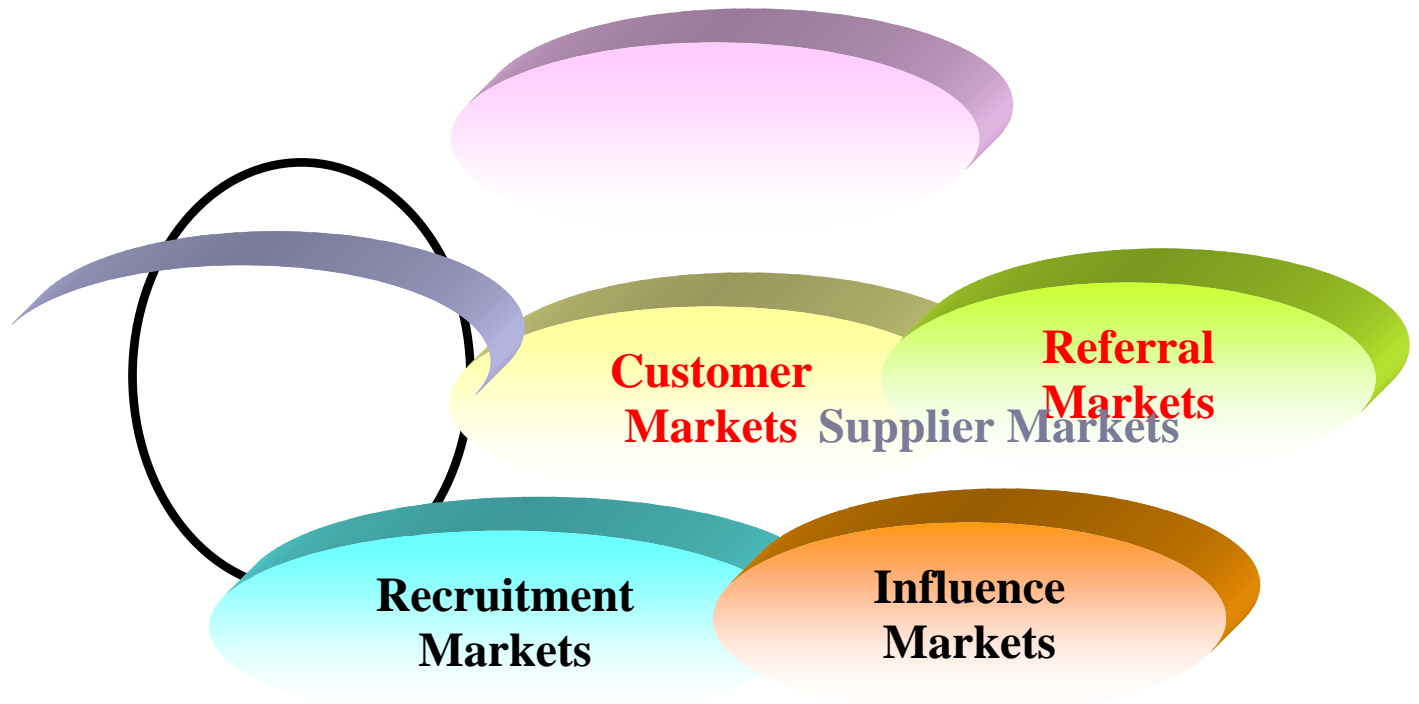 Customer
Markets
Referral
Markets
Supplier Markets
Recruitment
Markets
Influence
Markets